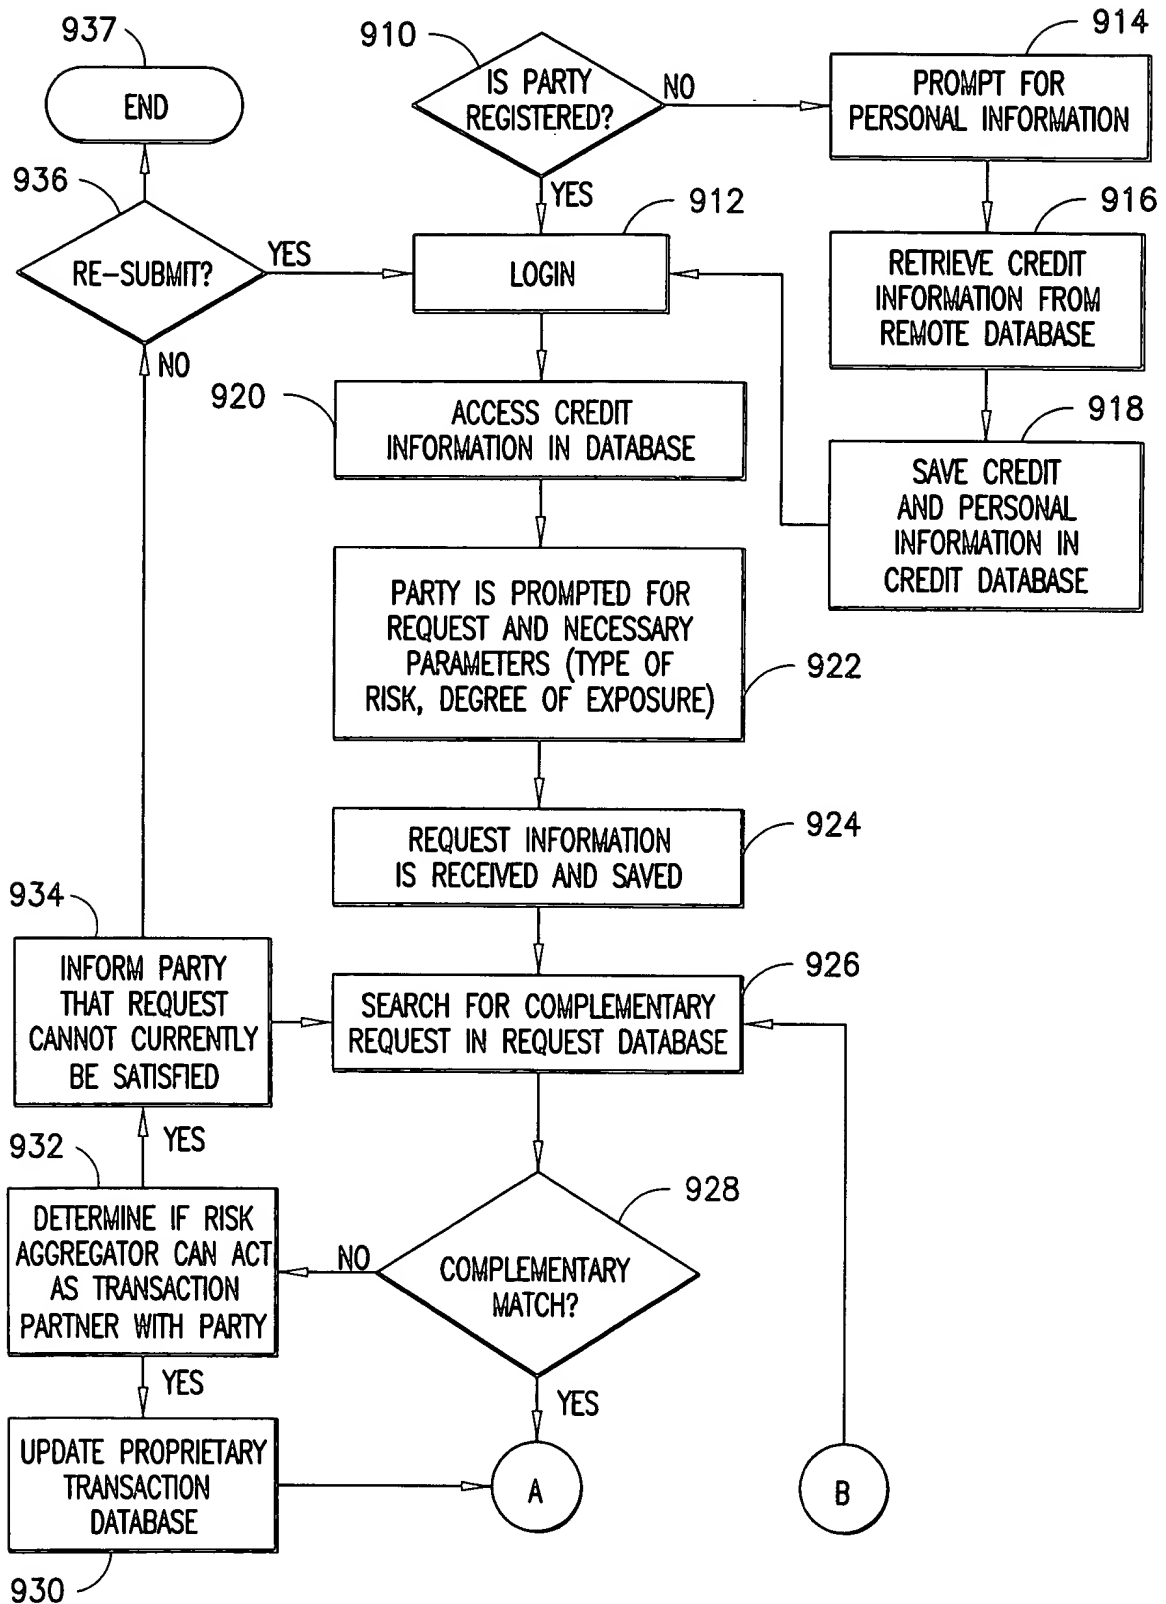 937
END
910
IS PARTY
REGISTERED?
NO
914
PROMPT FOR
PERSONAL INFORMATION
936
RE-SUBMIT?
YES
NO
YES
912
LOGIN
916
RETRIEVE CREDIT
INFORMATION FROM
REMOTE DATABASE
920
ACCESS CREDIT
INFORMATION IN DATABASE
918
SAVE CREDIT
AND PERSONAL
INFORMATION IN
CREDIT DATABASE
PARTY IS PROMPTED FOR
REQUEST AND NECESSARY
PARAMETERS (TYPE OF
RISK, DEGREE OF EXPOSURE)
922
REQUEST INFORMATION
IS RECEIVED AND SAVED
924
934
INFORM PARTY
THAT REQUEST
CANNOT CURRENTLY
BE SATISFIED
SEARCH FOR COMPLEMENTARY
REQUEST IN REQUEST DATABASE
926
YES
932
DETERMINE IF RISK
AGGREGATOR CAN ACT
AS TRANSACTION
PARTNER WITH PARTY
NO
COMPLEMENTARY
MATCH?
928
YES
YES
UPDATE PROPRIETARY
TRANSACTION
DATABASE
930
A
B